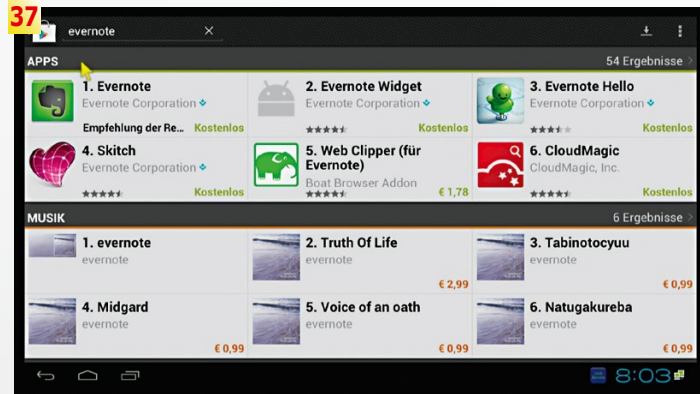 37
evernote ×
APPS 54 Ergebnisse >
1. Evernote
Evernote Corporation
Empfehlung der Re... Kostenlos
2. Evernote Widget
Evernote Corporation
Kostenlos
3. Evernote Hello
Evernote Corporation
Kostenlos
4. Skitch
Evernote Corporation
Kostenlos
5. Web Clipper (für
Evernote)
Boat Browser Addon
€ 1,78
6. CloudMagic
CloudMagic, Inc.
Kostenlos
MUSIK 6 Ergebnisse >
1. evernote
evernote
2. Truth Of Life
evernote
€ 2,99
3. Tabinotocyuu
evernote
€ 0,99
4. Midgard
evernote
€ 0,99
5. Voice of an oath
evernote
€ 0,99
6. Natugakureba
evernote
€ 0,99
8:03